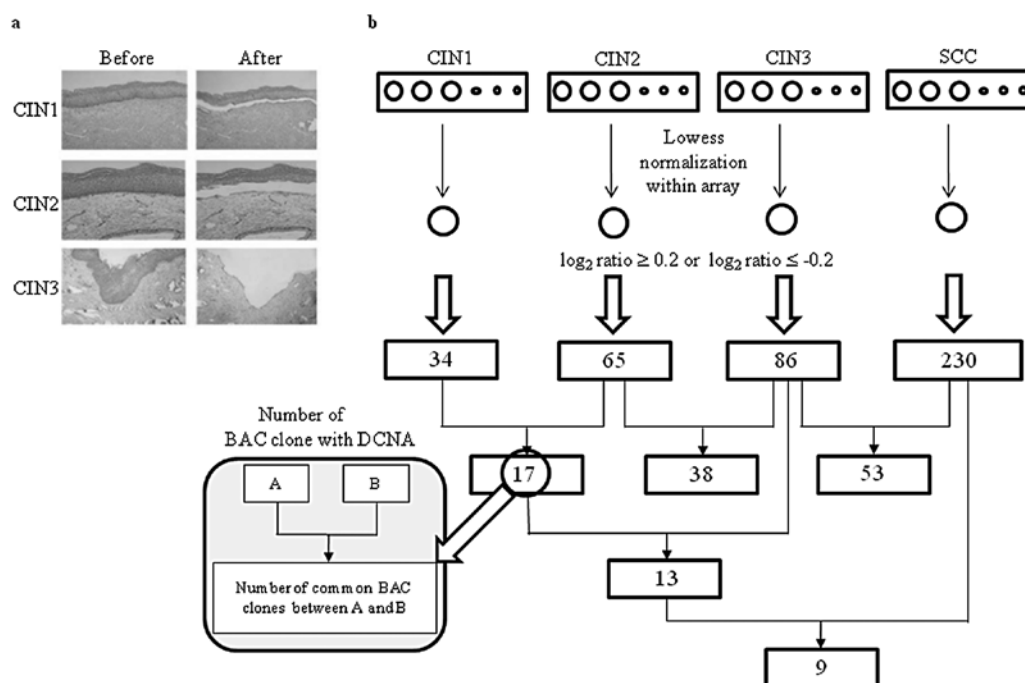 a
Before After
CIN1
CIN2
CIN3
b
CIN1 CIN2 CIN3 SCC
Lowess
normalization
within array
log₂ ratio ≥ 0.2 or log₂ ratio ≤ -0.2
34 65 86 230
Number of
BAC clone with DCNA
A B
Number of common BAC
clones between A and B
17 38 53
13
9